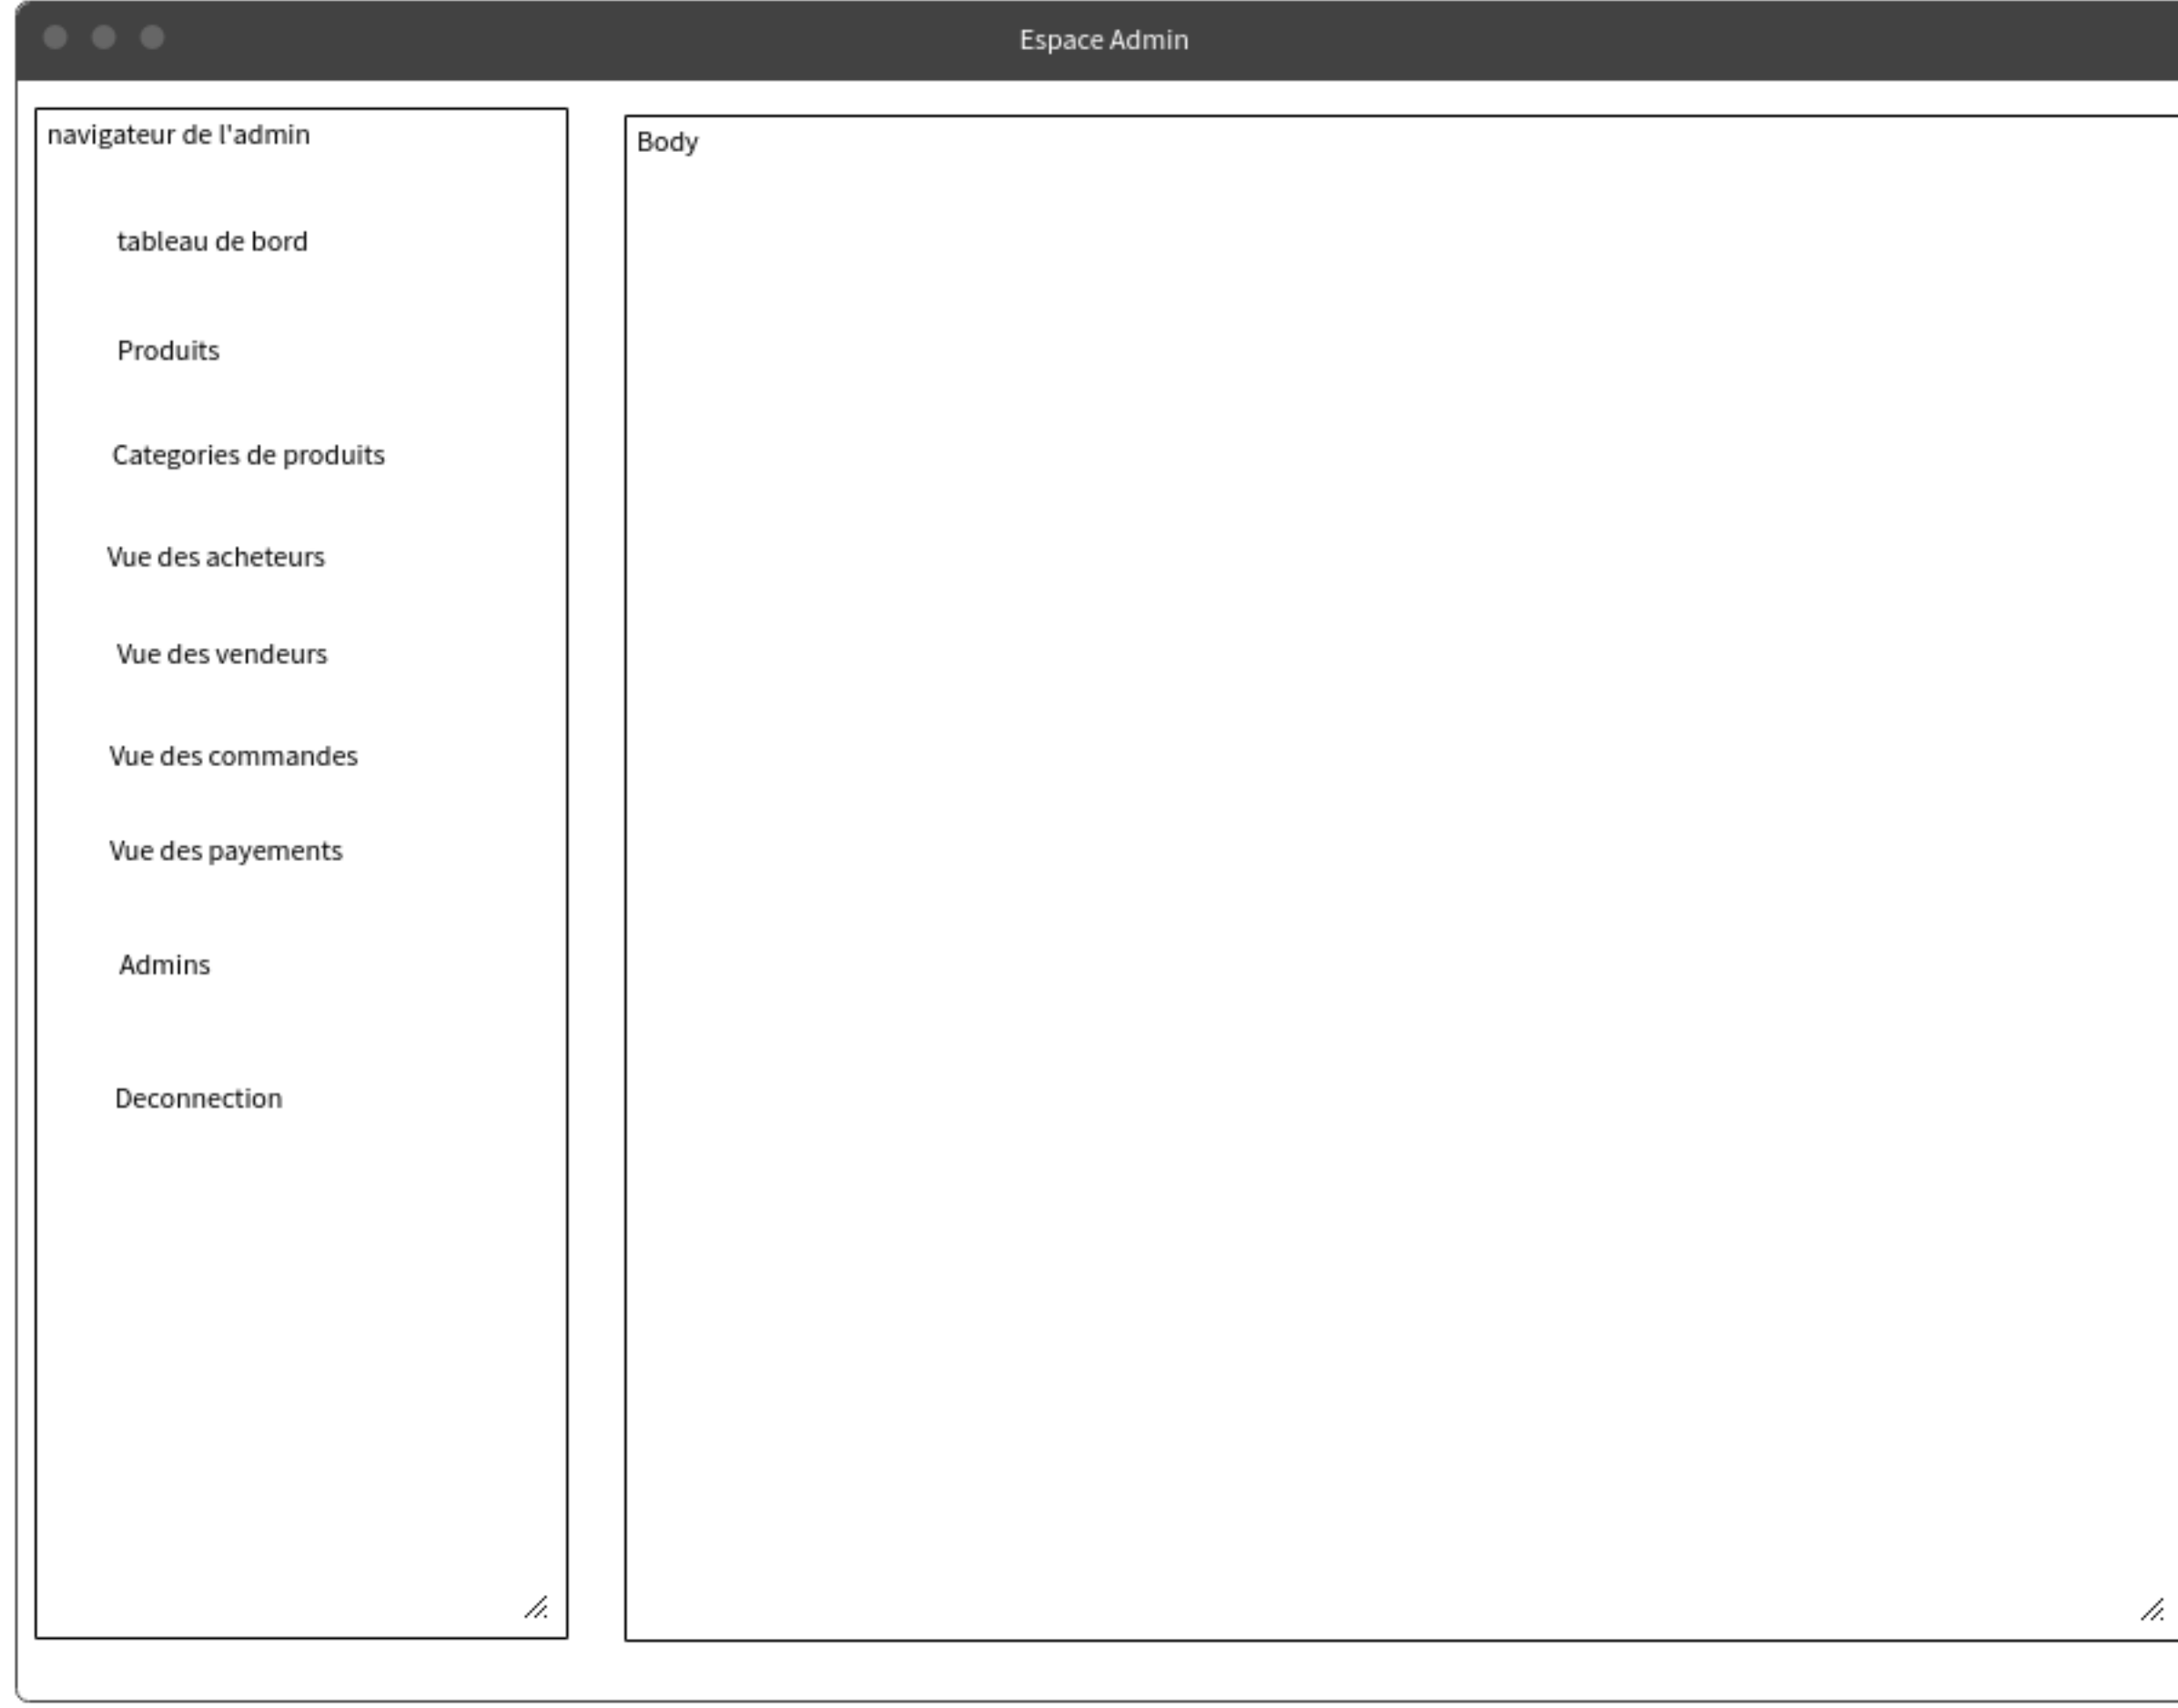 Espace Admin
navigateur de l'admin
tableau de bord
Produits
Categories de produits
Vue des acheteurs
Vue des vendeurs
Vue des commandes
Vue des payements
Admins
Deconnection
Body